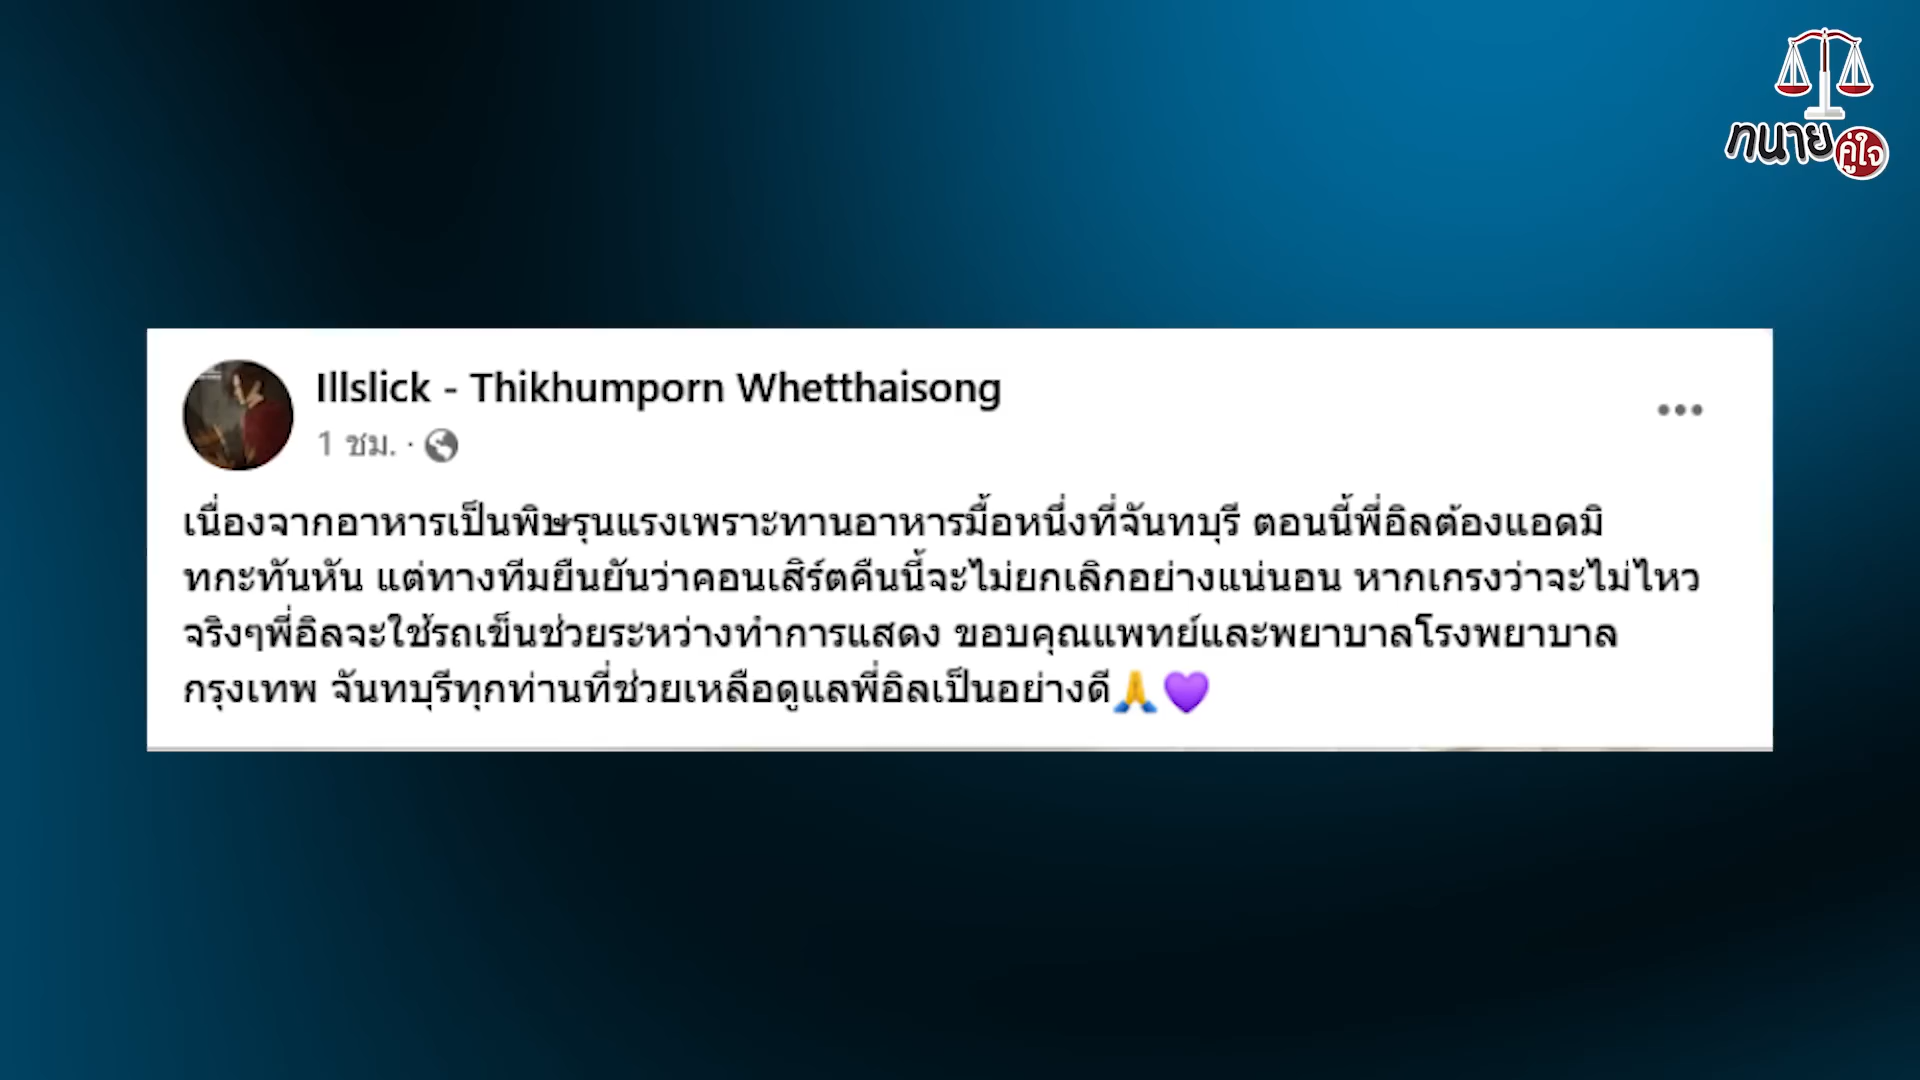 ทนายคู่ใจ
Illslick - Thikhumporn Whetthaisong
1 ชม. ·
เนื่องจากอาหารเป็นพิษรุนแรงเพราะทานอาหารมื้อหนึ่งที่จันทบุรี ตอนนี้พี่อิลต้องแอดมิ
ทกะทันหัน แต่ทางทีมยืนยันว่าคอนเสิร์ตคืนนี้จะไม่ยกเลิกอย่างแน่นอน หากเกรงว่าจะไม่ไหว
จริงๆพี่อิลจะใช้รถเข็นช่วยระหว่างทำการแสดง ขอบคุณแพทย์และพยาบาลโรงพยาบาล
กรุงเทพ จันทบุรีทุกท่านที่ช่วยเหลือดูแลพี่อิลเป็นอย่างดี🙏💜